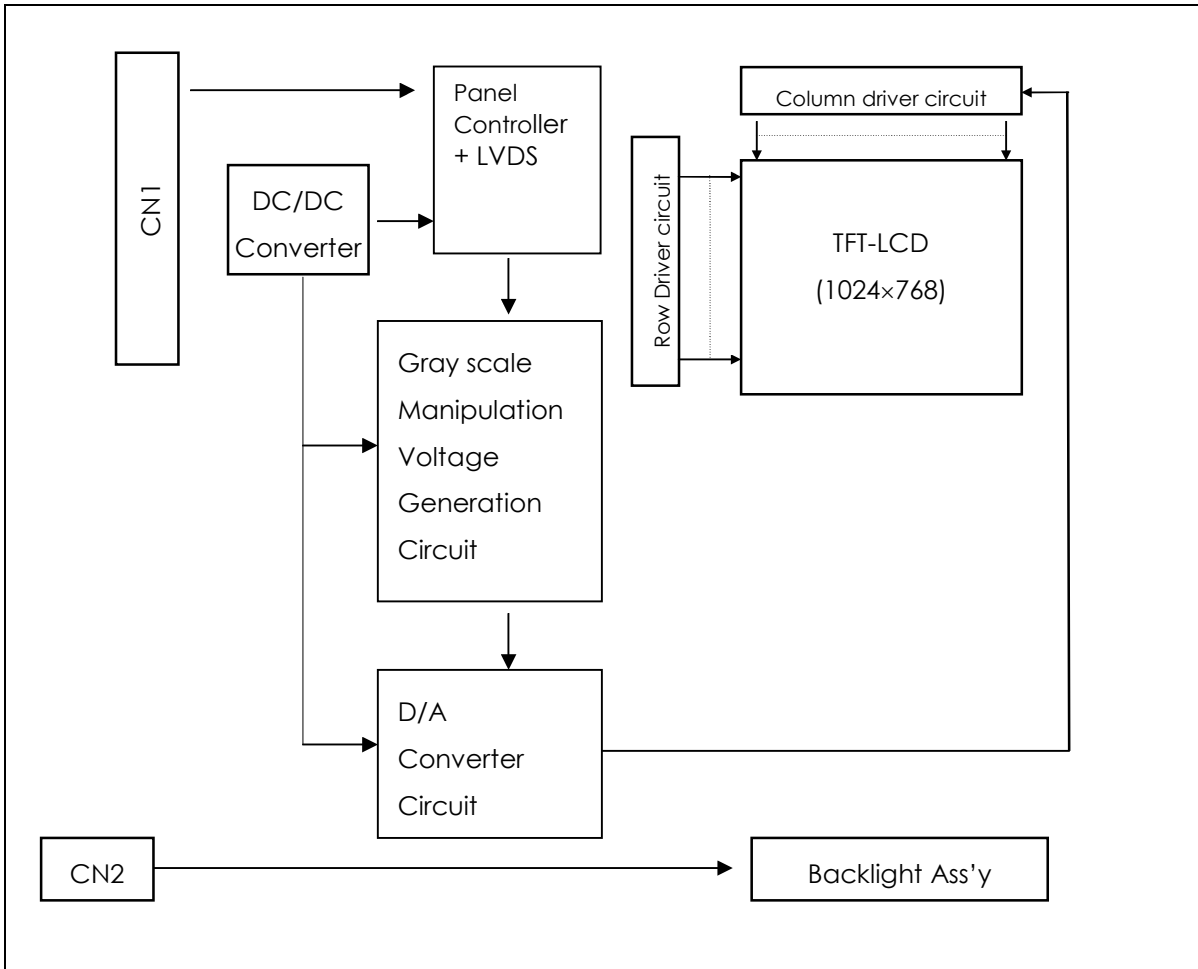 CN1
Panel
Controller
+ LVDS
DC/DC
Converter
Gray scale
Manipulation
Voltage
Generation
Circuit
D/A
Converter
Circuit
Column driver circuit
Row Driver circuit
TFT-LCD
(1024×768)
CN2
Backlight Ass’y